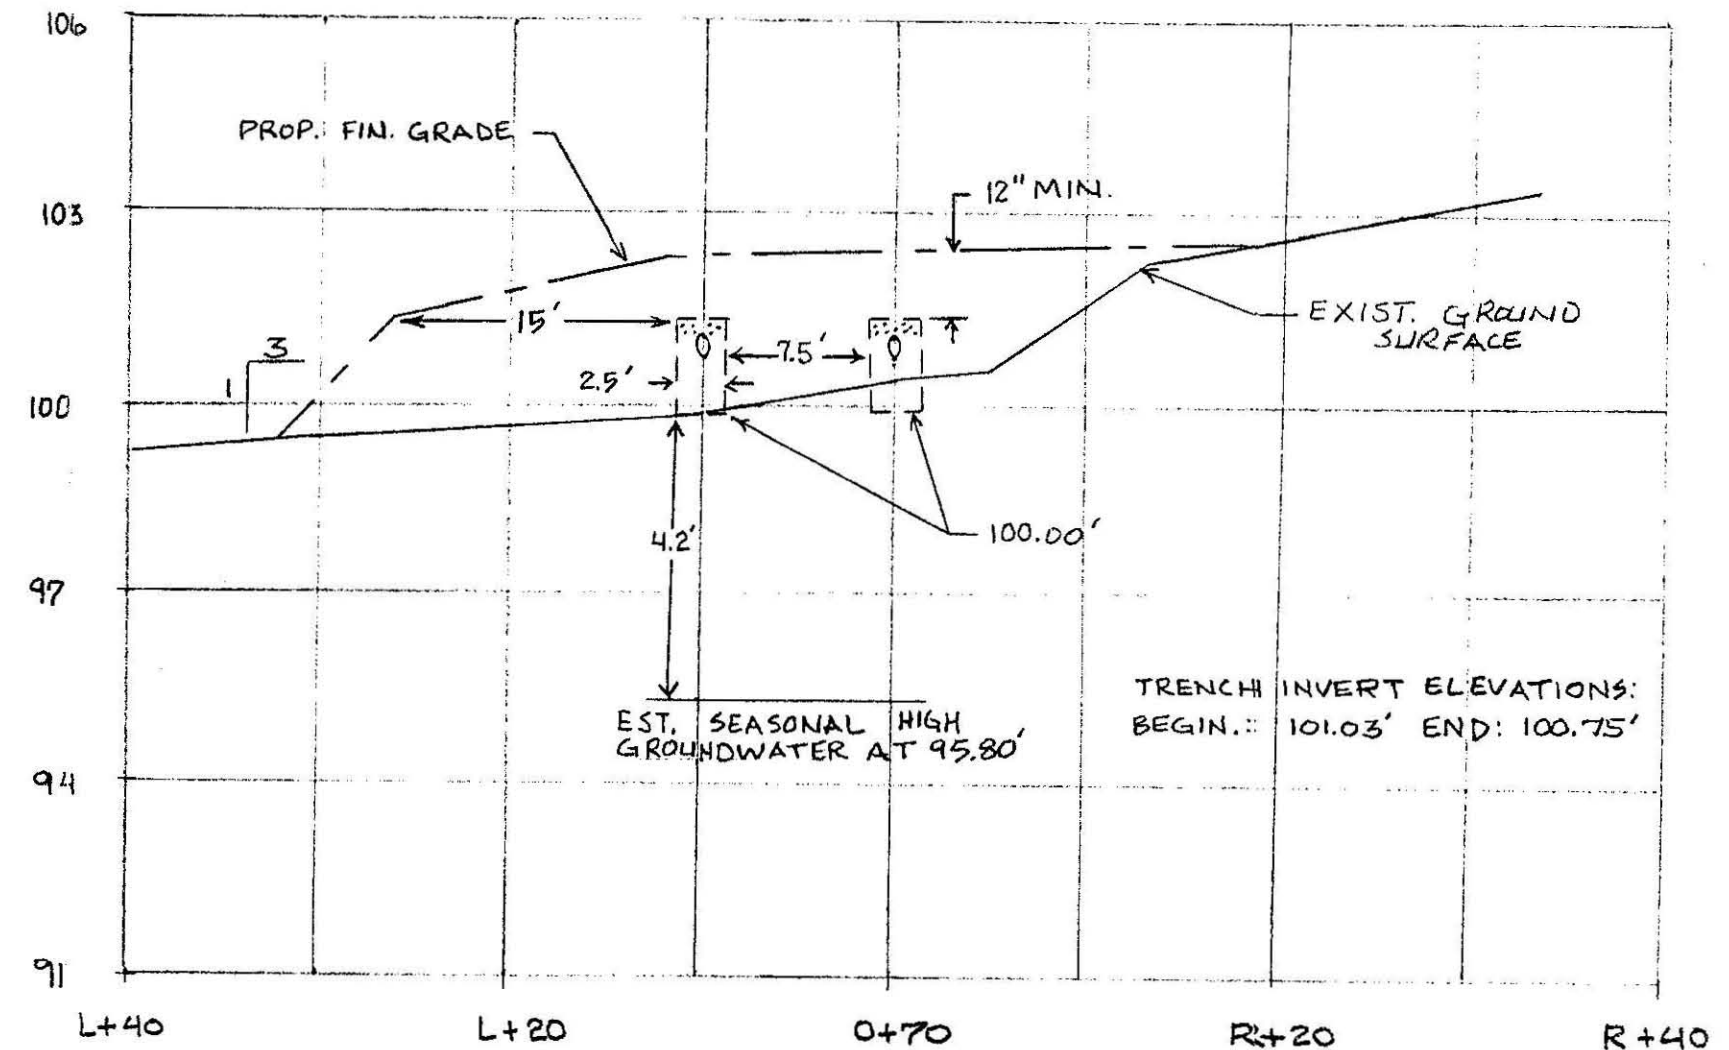 106
PROP. FIN. GRADE
12" MIN.
103
15'
EXIST. GROUND
SURFACE
3
1
7.5'
2.5'
100
4.2'
100.00'
97
TRENCH INVERT ELEVATIONS:
BEGIN.: 101.03' END: 100.75'
EST. SEASONAL HIGH
GROUNDWATER AT 95.80'
94
91
L+40 L+20 0+70 R+20 R+40